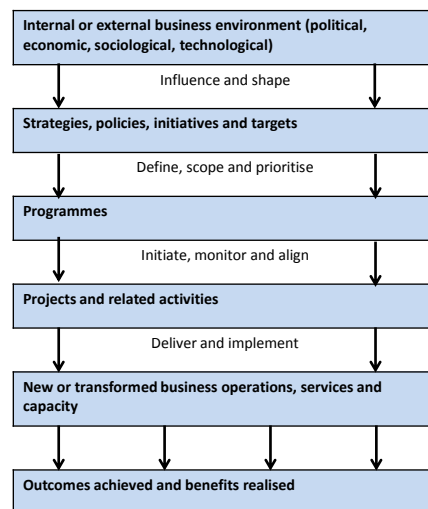 Internal or external business environment (political,
economic, sociological, technological)
Influence and shape
Strategies, policies, initiatives and targets
Define, scope and prioritise
Programmes
Initiate, monitor and align
Projects and related activities
Deliver and implement
New or transformed business operations, services and
capacity
Outcomes achieved and benefits realised